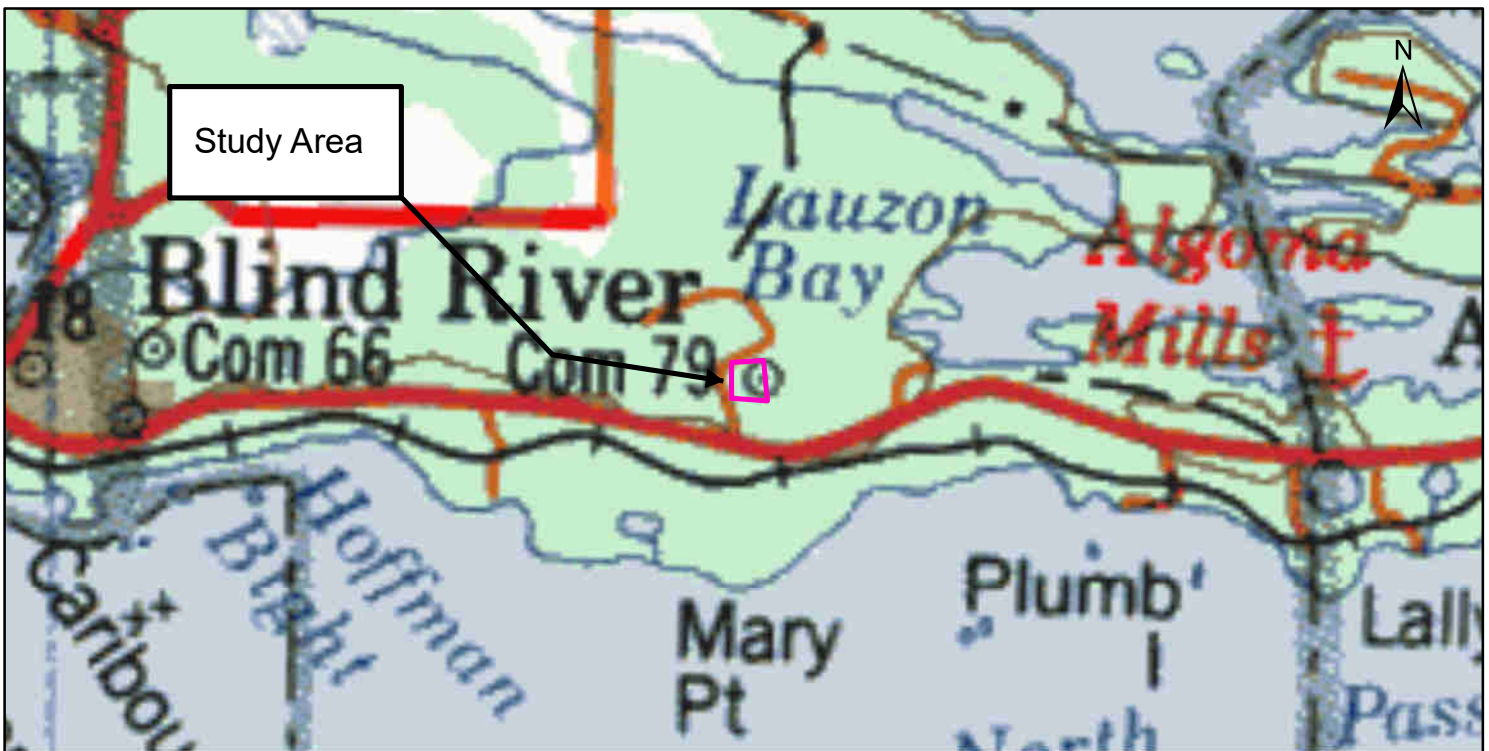 N
Study Area
Lauzon
Bay
Algoma
Mills
Blind River
18
Com 66
Com 79
A
Hoffman
Bight
Caribou
Mary
Pt
Plumb
I
Lally
Pass
North